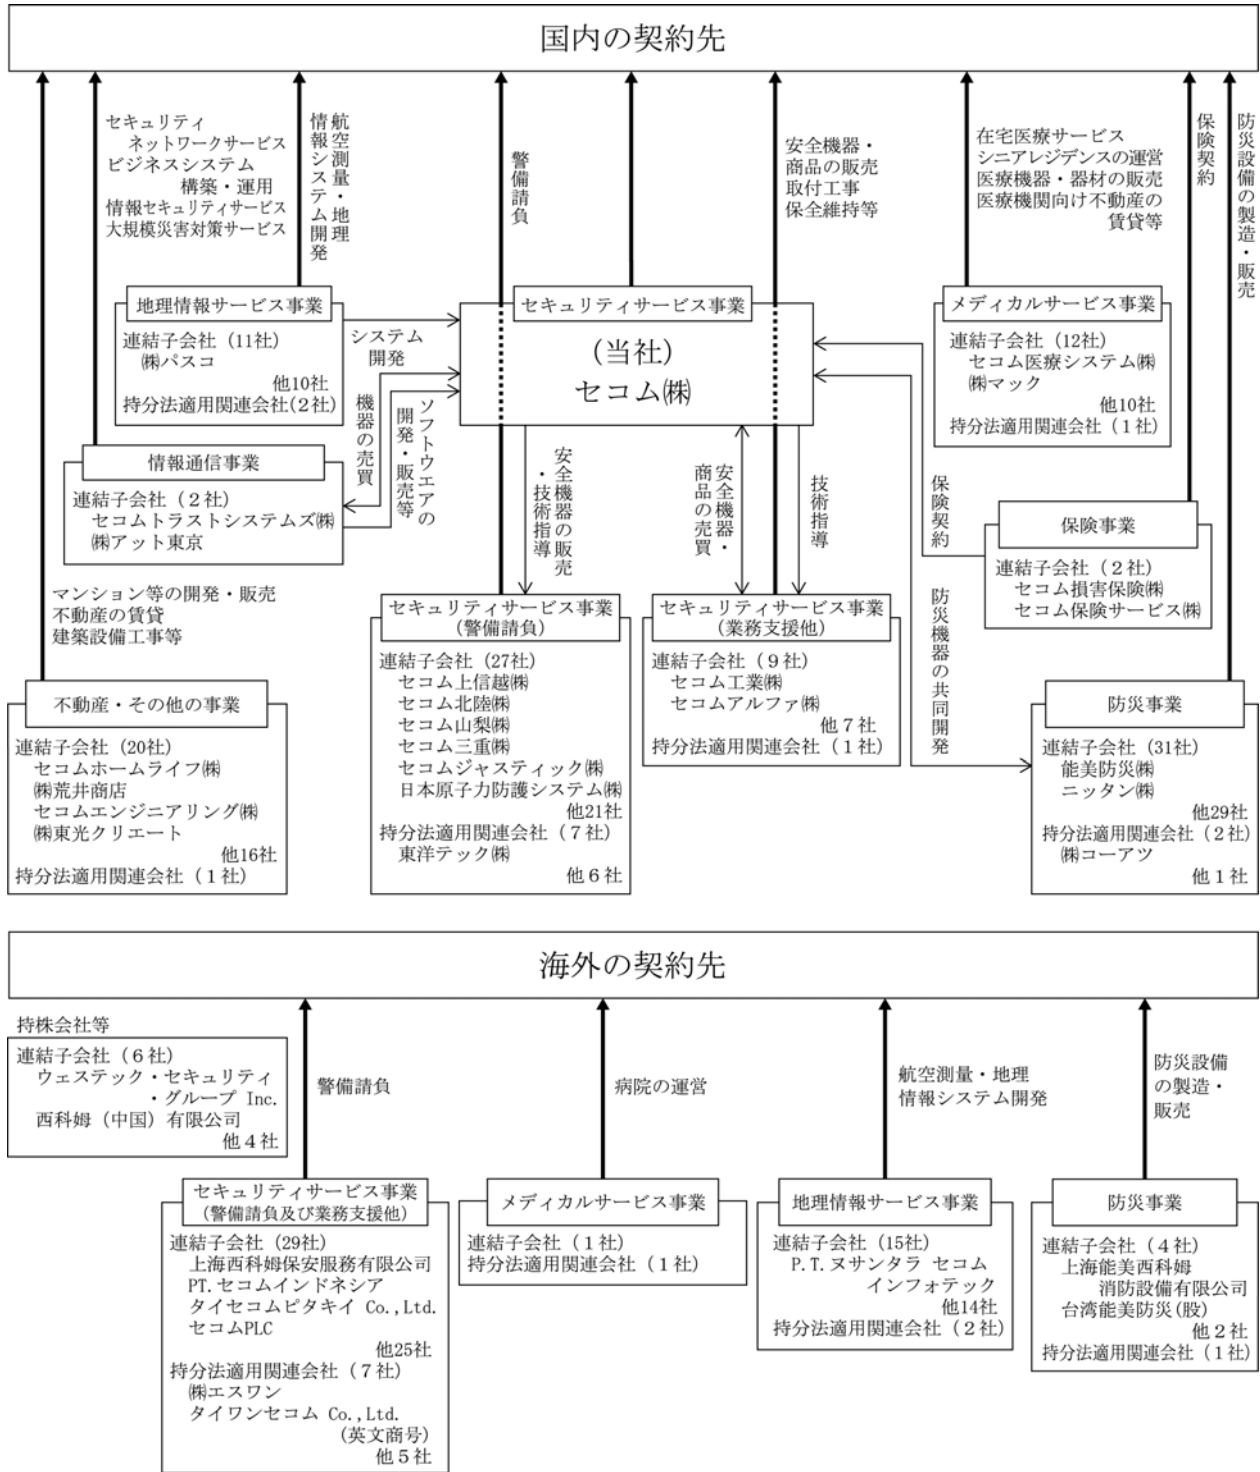 国内の契約先
セキュリティ
ネットワークサービス
ビジネスシステム
構築・運用
情報セキュリティサービス
大規模災害対策サービス
航空測量・地理
情報システム開発
警備請負
安全機器・
商品の販売
取付工事
保全維持等
在宅医療サービス
シニアレジデンスの運営
医療機器・器材の販売
医療機関向け不動産の
賃貸等
保険契約
防災設備の製造・販売
地理情報サービス事業
連結子会社(11社)
㈱パスコ
他10社
持分法適用関連会社(2社)
システム
開発
セキュリティサービス事業
(当社)
セコム㈱
メディカルサービス事業
連結子会社(12社)
セコム医療システム㈱
㈱マック
他10社
持分法適用関連会社(1社)
情報通信事業
連結子会社(2社)
セコムトラストシステムズ㈱
㈱アット東京
機器の売買
ソフトウエアの
開発・販売等
安全機器の販売
・技術指導
安全機器・
商品の売買
技術指導
保険契約
保険事業
連結子会社(2社)
セコム損害保険㈱
セコム保険サービス㈱
防災機器の共同開発
マンション等の開発・販売
不動産の賃貸
建築設備工事等
不動産・その他の事業
連結子会社(20社)
セコムホームライフ㈱
㈱荒井商店
セコムエンジニアリング㈱
㈱東光クリエート
他16社
持分法適用関連会社(1社)
セキュリティサービス事業
(警備請負)
連結子会社(27社)
セコム上信越㈱
セコム北陸㈱
セコム山梨㈱
セコム三重㈱
セコムジャスティック㈱
日本原子力防護システム㈱
他21社
持分法適用関連会社(7社)
東洋テック㈱
他6社
セキュリティサービス事業
(業務支援他)
連結子会社(9社)
セコム工業㈱
セコムアルファ㈱
他7社
持分法適用関連会社(1社)
防災事業
連結子会社(31社)
能美防災㈱
ニッタン㈱
他29社
持分法適用関連会社(2社)
㈱コーアツ
他1社
海外の契約先
持株会社等
連結子会社(6社)
ウェステック・セキュリティ
・グループ Inc.
西科姆(中国)有限公司
他4社
警備請負
病院の運営
航空測量・地理
情報システム開発
防災設備
の製造・
販売
セキュリティサービス事業
(警備請負及び業務支援他)
連結子会社(29社)
上海西科姆保安服務有限公司
PT.セコムインドネシア
タイセコムピタキイ Co.,Ltd.
セコムPLC
他25社
持分法適用関連会社(7社)
㈱エスワン
タイワンセコム Co.,Ltd.
(英文商号)
他5社
メディカルサービス事業
連結子会社(1社)
持分法適用関連会社(1社)
地理情報サービス事業
連結子会社(15社)
P.T.ヌサンタラ セコム
インフォテック
他14社
持分法適用関連会社(2社)
防災事業
連結子会社(4社)
上海能美西科姆
消防設備有限公司
台湾能美防災(股)
他2社
持分法適用関連会社(1社)